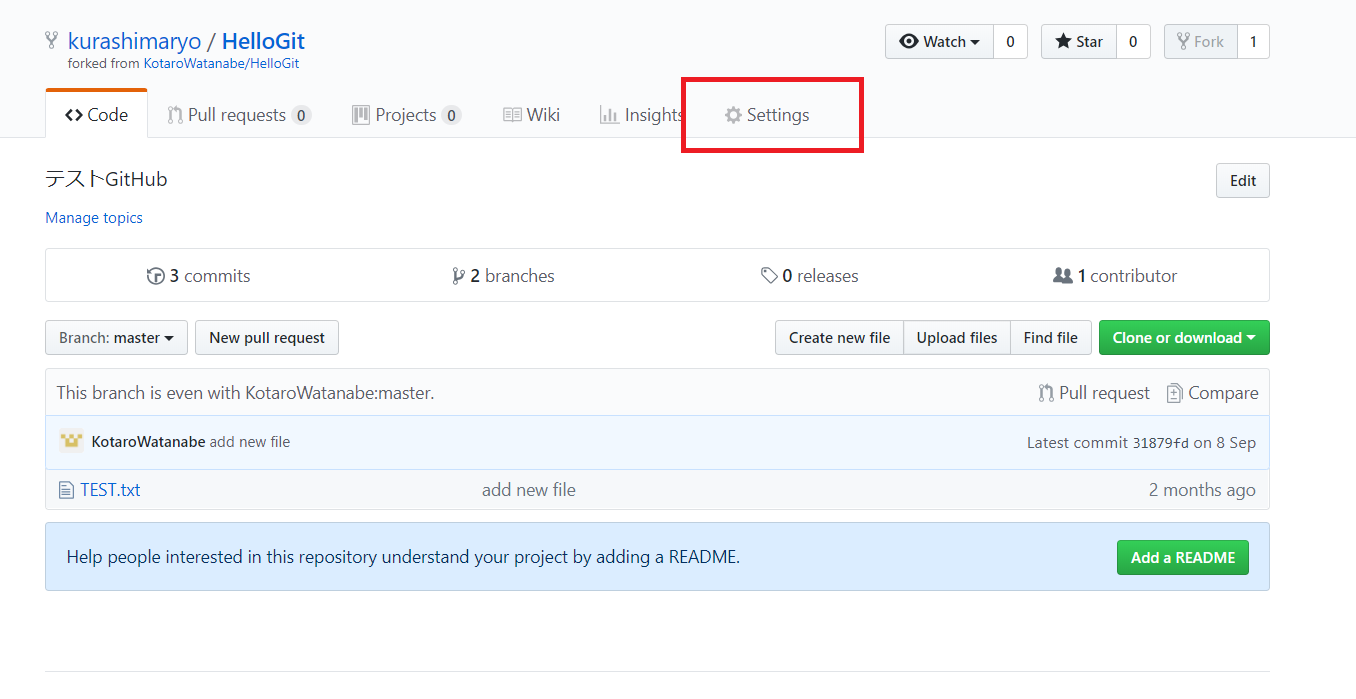 kurashimaryo / HelloGit
forked from KotaroWatanabe/HelloGit
Watch 0 Star 0 Fork 1
Code Pull requests 0 Projects 0 Wiki Insights Settings
テストGitHub
Edit
Manage topics
3 commits 2 branches 0 releases 1 contributor
Branch: master New pull request Create new file Upload files Find file Clone or download
This branch is even with KotaroWatanabe:master. Pull request Compare
KotaroWatanabe add new file Latest commit 31879fd on 8 Sep
TEST.txt add new file 2 months ago
Help people interested in this repository understand your project by adding a README. Add a README